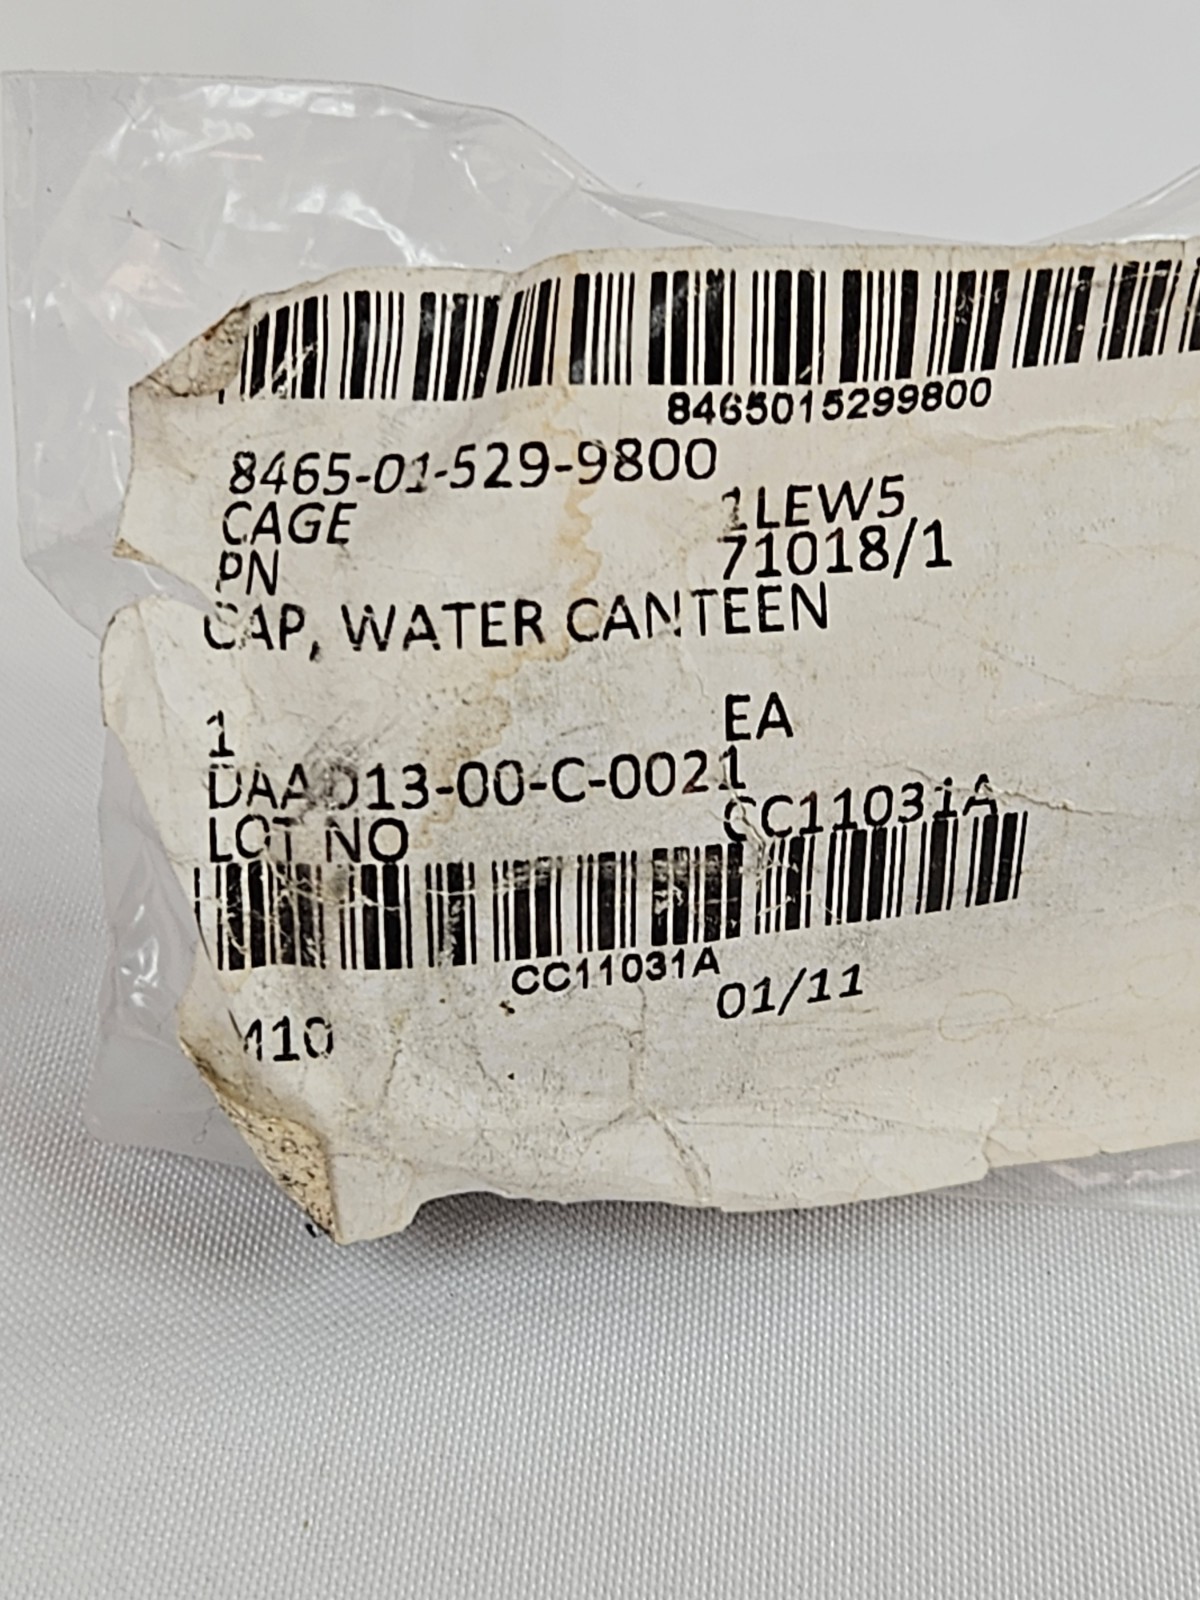 8465015299800
8465-01-529-9800
CAGE 1LEW5
PN 71018/1
CAP, WATER CANTEEN
1 EA
DAAD13-00-C-0021
LOT NO CC11031A
CC11031A
01/11
M10